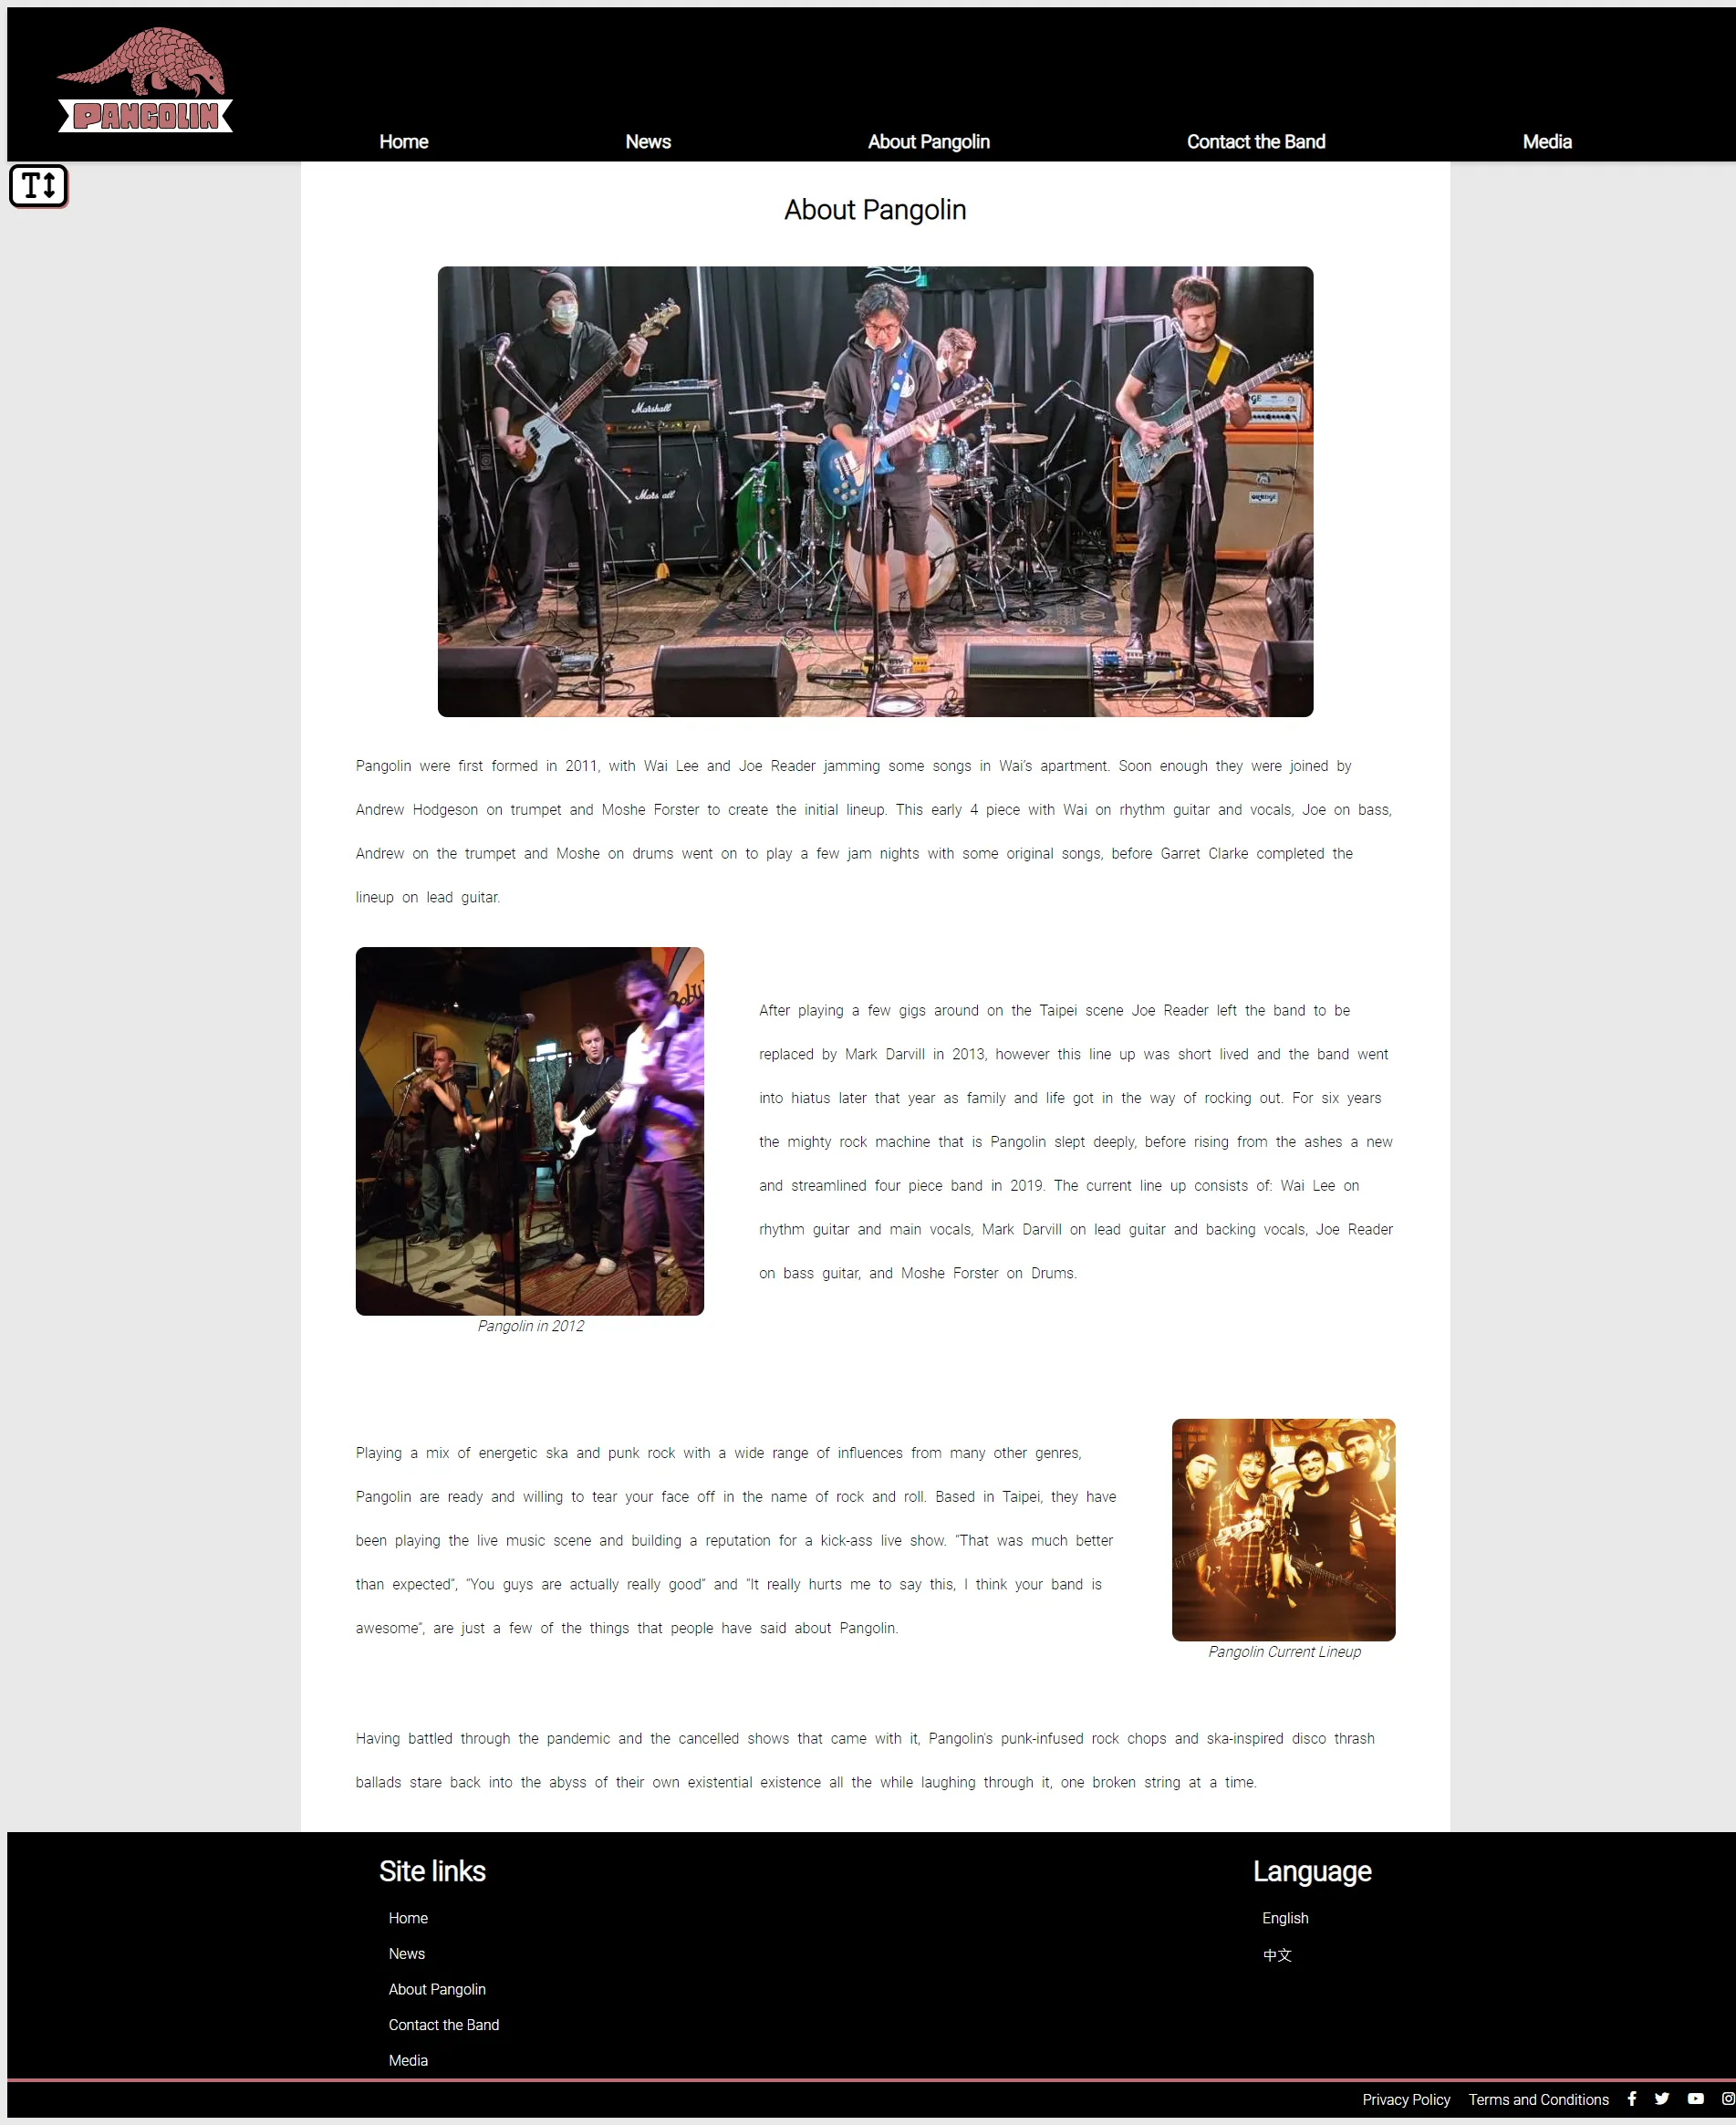 PANGOLIN
Home News About Pangolin Contact the Band Media
T
About Pangolin
Marshall
Marshall
ORANGE
Pangolin were first formed in 2011, with Wai Lee and Joe Reader jamming some songs in Wai's apartment. Soon enough they were joined by
Andrew Hodgeson on trumpet and Moshe Forster to create the initial lineup. This early 4 piece with Wai on rhythm guitar and vocals, Joe on bass,
Andrew on the trumpet and Moshe on drums went on to play a few jam nights with some original songs, before Garret Clarke completed the
lineup on lead guitar.
Pangolin in 2012
After playing a few gigs around on the Taipei scene Joe Reader left the band to be
replaced by Mark Darvill in 2013, however this line up was short lived and the band went
into hiatus later that year as family and life got in the way of rocking out. For six years
the mighty rock machine that is Pangolin slept deeply, before rising from the ashes a new
and streamlined four piece band in 2019. The current line up consists of: Wai Lee on
rhythm guitar and main vocals, Mark Darvill on lead guitar and backing vocals, Joe Reader
on bass guitar, and Moshe Forster on Drums.
Playing a mix of energetic ska and punk rock with a wide range of influences from many other genres,
Pangolin are ready and willing to tear your face off in the name of rock and roll. Based in Taipei, they have
been playing the live music scene and building a reputation for a kick-ass live show. "That was much better
than expected", "You guys are actually really good" and "It really hurts me to say this, I think your band is
awesome", are just a few of the things that people have said about Pangolin.
Pangolin Current Lineup
Having battled through the pandemic and the cancelled shows that came with it, Pangolin's punk-infused rock chops and ska-inspired disco thrash
ballads stare back into the abyss of their own existential existence all the while laughing through it, one broken string at a time.
Site links
Home
News
About Pangolin
Contact the Band
Media
Language
English
中文
Privacy Policy Terms and Conditions